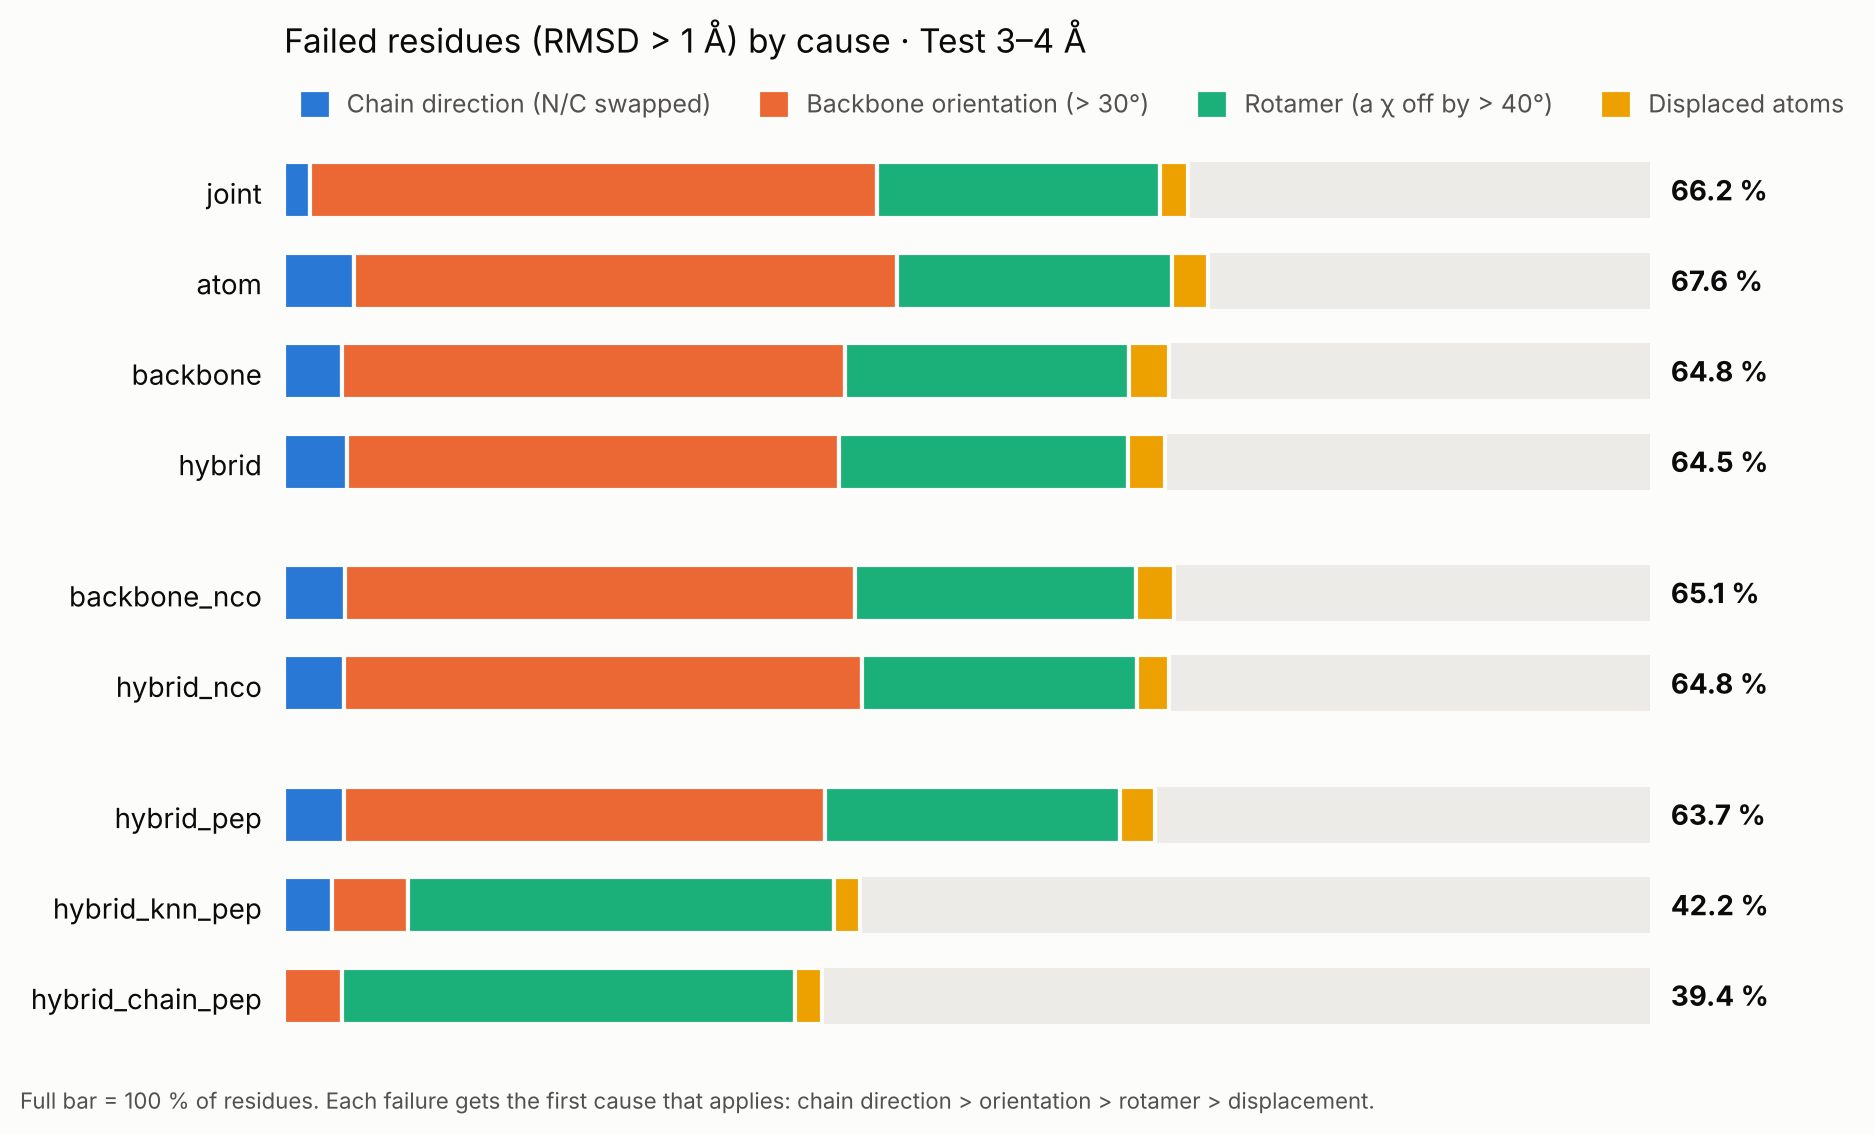 Failed residues (RMSD > 1 Å) by cause · Test 3–4 Å
Chain direction (N/C swapped) Backbone orientation (> 30°) Rotamer (a χ off by > 40°) Displaced atoms
joint 66.2 %
atom 67.6 %
backbone 64.8 %
hybrid 64.5 %
backbone_nco 65.1 %
hybrid_nco 64.8 %
hybrid_pep 63.7 %
hybrid_knn_pep 42.2 %
hybrid_chain_pep 39.4 %
Full bar = 100 % of residues. Each failure gets the first cause that applies: chain direction > orientation > rotamer > displacement.